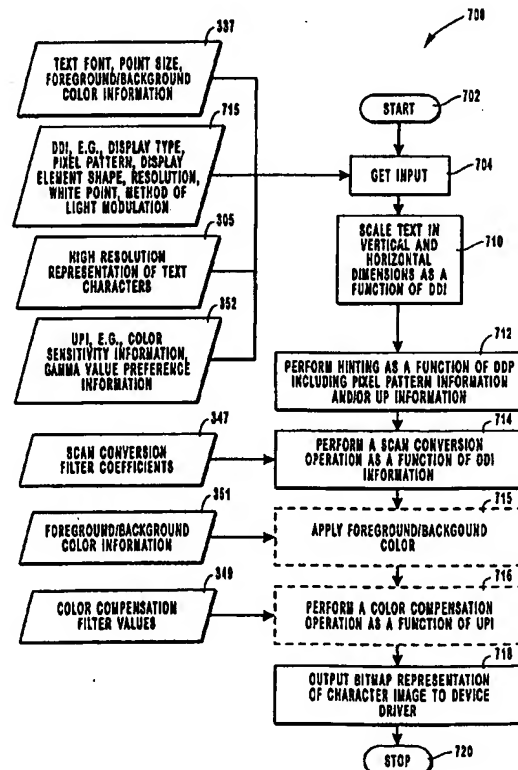 700
337
TEXT FONT, POINT SIZE,
FOREGROUND/BACKGROUND
COLOR INFORMATION
715
DDI, E.G., DISPLAY TYPE,
PIXEL PATTERN, DISPLAY
ELEMENT SHAPE, RESOLUTION,
WHITE POINT, METHOD OF
LIGHT MODULATION
305
HIGH RESOLUTION
REPRESENTATION OF TEXT
CHARACTERS
352
UPI, E.G., COLOR
SENSITIVITY INFORMATION,
GAMMA VALUE PREFERENCE
INFORMATION
START
702
GET INPUT
704
SCALE TEXT IN
VERTICAL AND
HORIZONTAL
DIMENSIONS AS A
FUNCTION OF DDI
710
712
PERFORM HINTING AS A FUNCTION OF DDP
INCLUDING PIXEL PATTERN INFORMATION
AND/OR UP INFORMATION
347
SCAN CONVERSION
FILTER COEFFICIENTS
714
PERFORM A SCAN CONVERSION
OPERATION AS A FUNCTION OF DDI
INFORMATION
351
FOREGROUND/BACKGROUND
COLOR INFORMATION
715
APPLY FOREGROUND/BACKGOUND
COLOR
349
COLOR COMPENSATION
FILTER VALUES
716
PERFORM A COLOR COMPENSATION
OPERATION AS A FUNCTION OF UPI
718
OUTPUT BITMAP REPRESENTATION
OF CHARACTER IMAGE TO DEVICE
DRIVER
STOP
720